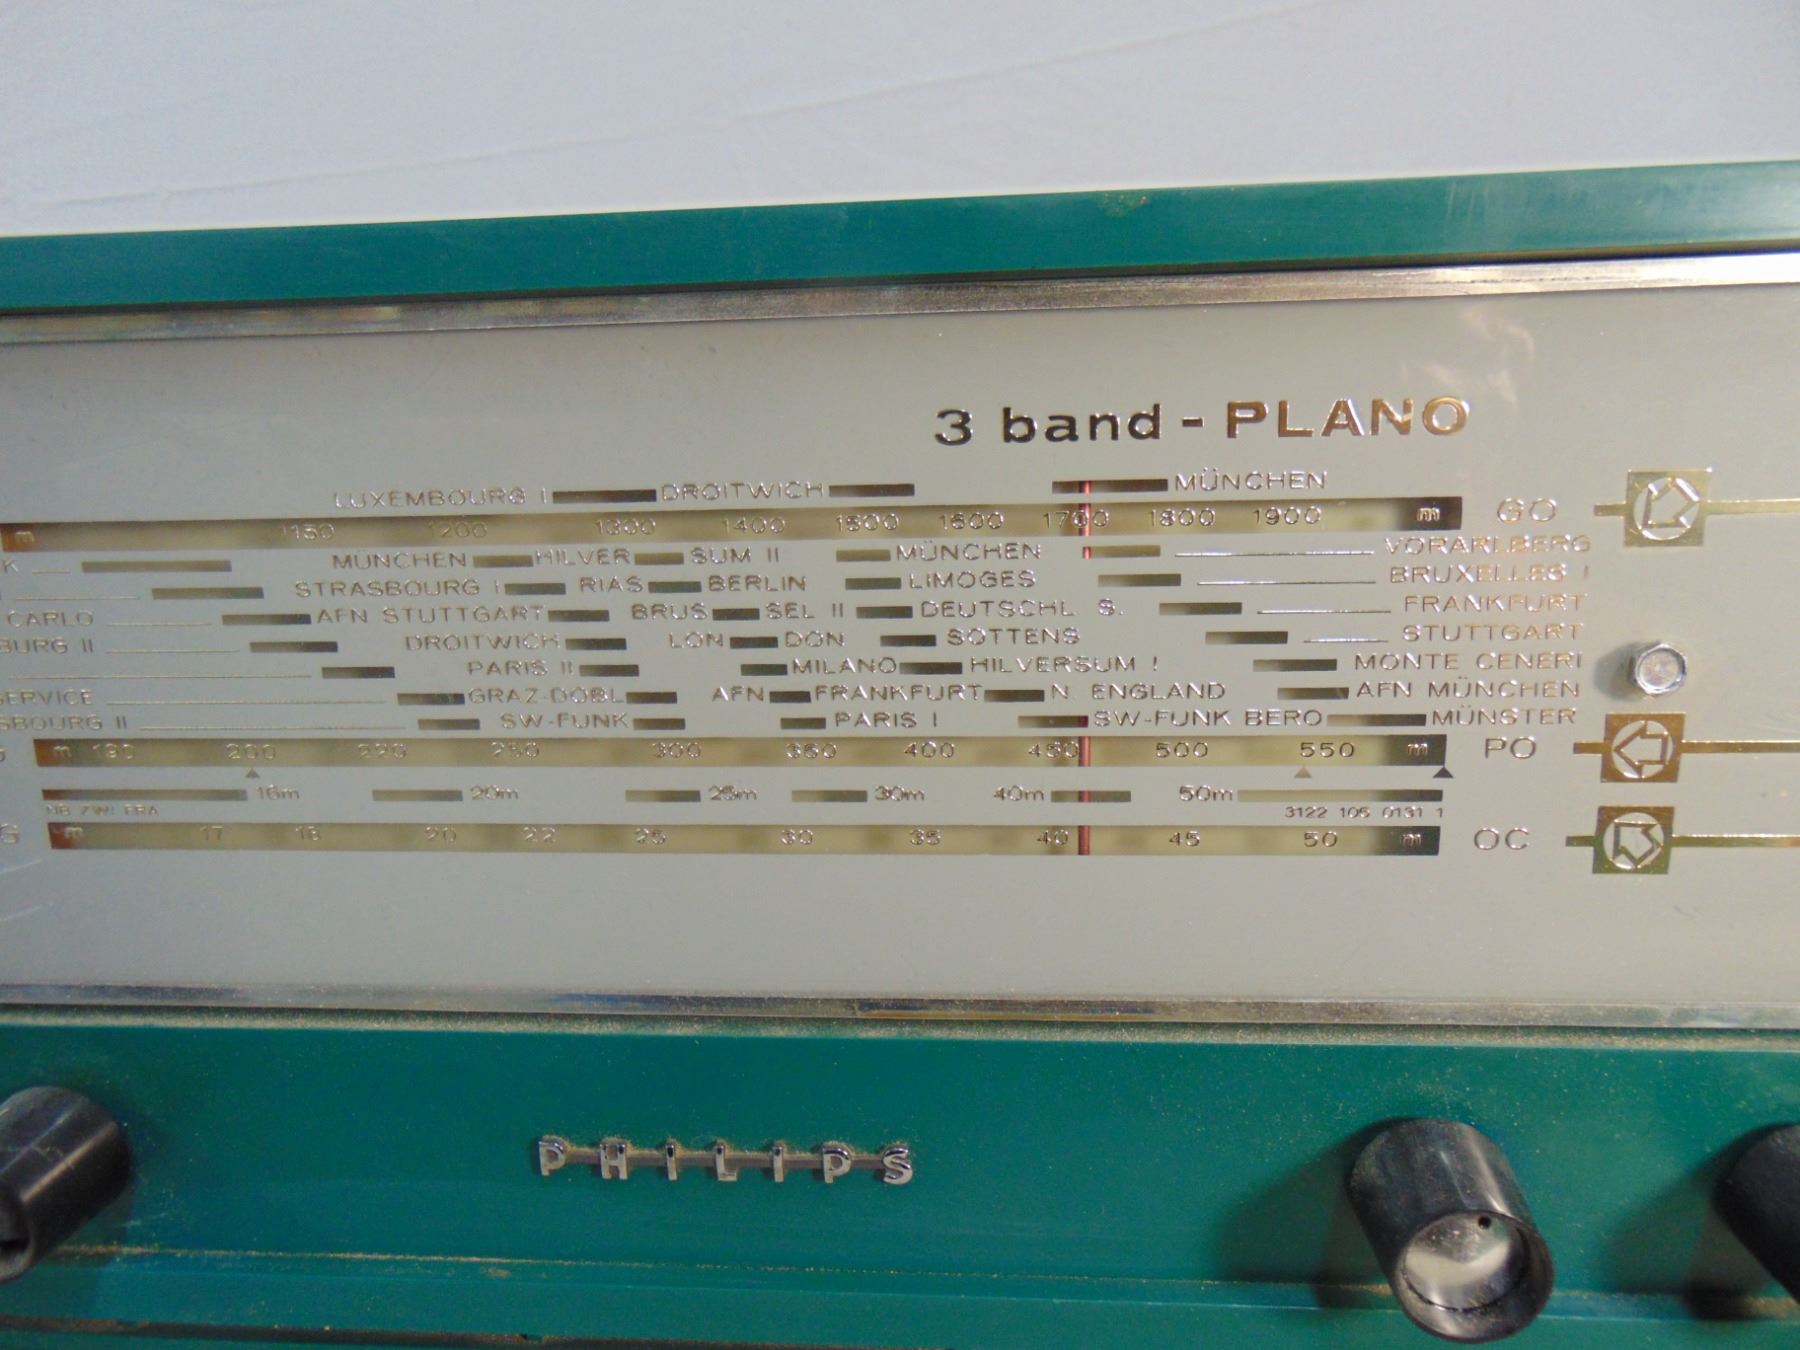 3 band - PLANO
LUXEMBOURG I DROITWICH MÜNCHEN
m 1150 1200 1300 1400 1500 1600 1700 1800 1900 m GO
K MÜNCHEN HILVER SUM II MÜNCHEN VORARLBERG
STRASBOURG I RIAS BERLIN LIMOGES BRUXELLES I
CARLO AFN STUTTGART BRUS SEL II DEUTSCHL S. FRANKFURT
BURG II DROITWICH LON DON SOTTENS STUTTGART
PARIS II MILANO HILVERSUM I MONTE CENERI
SERVICE GRAZ-DOBL AFN FRANKFURT N. ENGLAND AFN MÜNCHEN
SBOURG II SW-FUNK PARIS I SW-FUNK BERO MÜNSTER
m 190 200 220 250 300 350 400 450 500 550 m PO
16m 20m 25m 30m 40m 50m
3122 105 0131 1
G m 17 18 20 22 25 30 35 40 45 50 m OC
PHILIPS